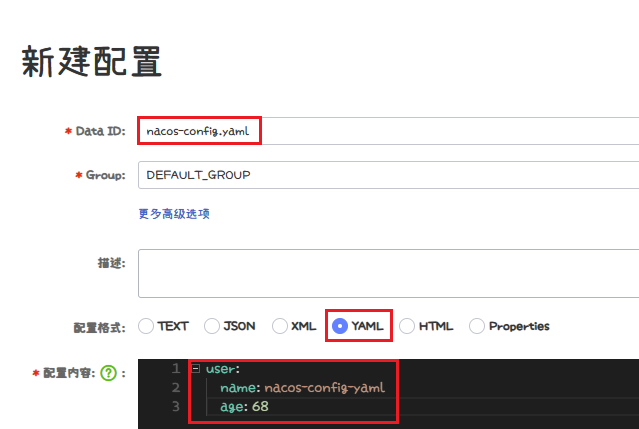 新建配置
* Data ID: nacos-config.yaml
* Group: DEFAULT_GROUP
更多高级选项
描述:
配置格式: TEXT JSON XML YAML HTML Properties
* 配置内容: ? : 1 user:
2 name: nacos-config-yaml
3 age: 68